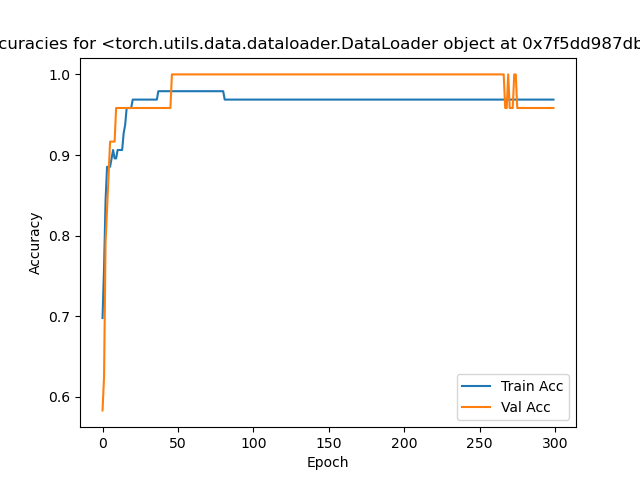 curacies for <torch.utils.data.dataloader.DataLoader object at 0x7f5dd987db
1.0
0.9
0.8
0.7
0.6
Accuracy
0
50
100
150
200
250
300
Epoch
Train Acc
Val Acc